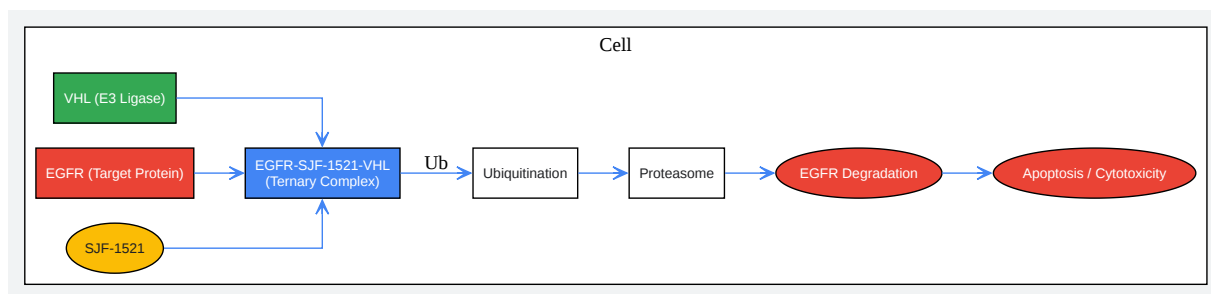 Cell
VHL (E3 Ligase)
EGFR (Target Protein)
SJF-1521
EGFR-SJF-1521-VHL
(Ternary Complex)
Ub
Ubiquitination
Proteasome
EGFR Degradation
Apoptosis / Cytotoxicity